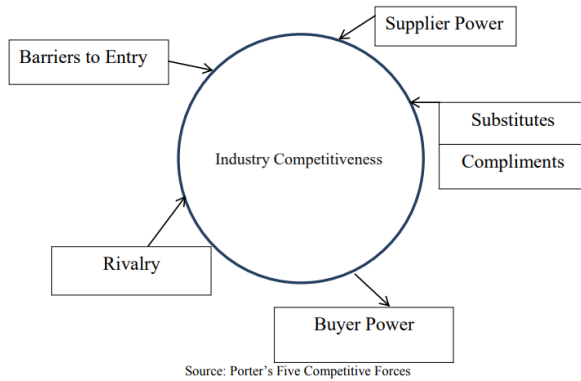 Supplier Power
Barriers to Entry
Substitutes
Industry Competitiveness
Compliments
Rivalry
Buyer Power
Source: Porter's Five Competitive Forces